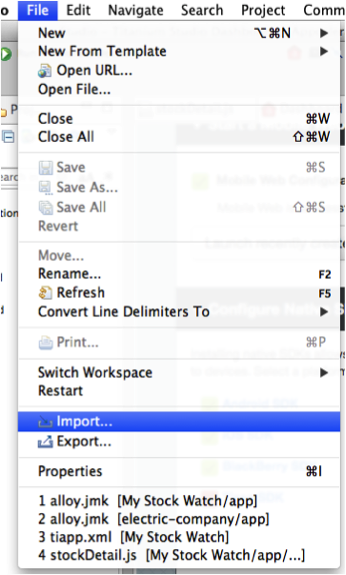 File Edit Navigate Search Project
New ⌥⌘N
New From Template
Open URL...
Open File...
Close ⌘W
Close All ⇧⌘W
Save ⌘S
Save As...
Save All ⇧⌘S
Revert
Move...
Rename... F2
Refresh F5
Convert Line Delimiters To
Print... ⌘P
Switch Workspace
Restart
Import...
Export...
Properties ⌘I
1 alloy.jmk [My Stock Watch/app]
2 alloy.jmk [electric-company/app]
3 tiapp.xml [My Stock Watch]
4 stockDetail.js [My Stock Watch/app/...]